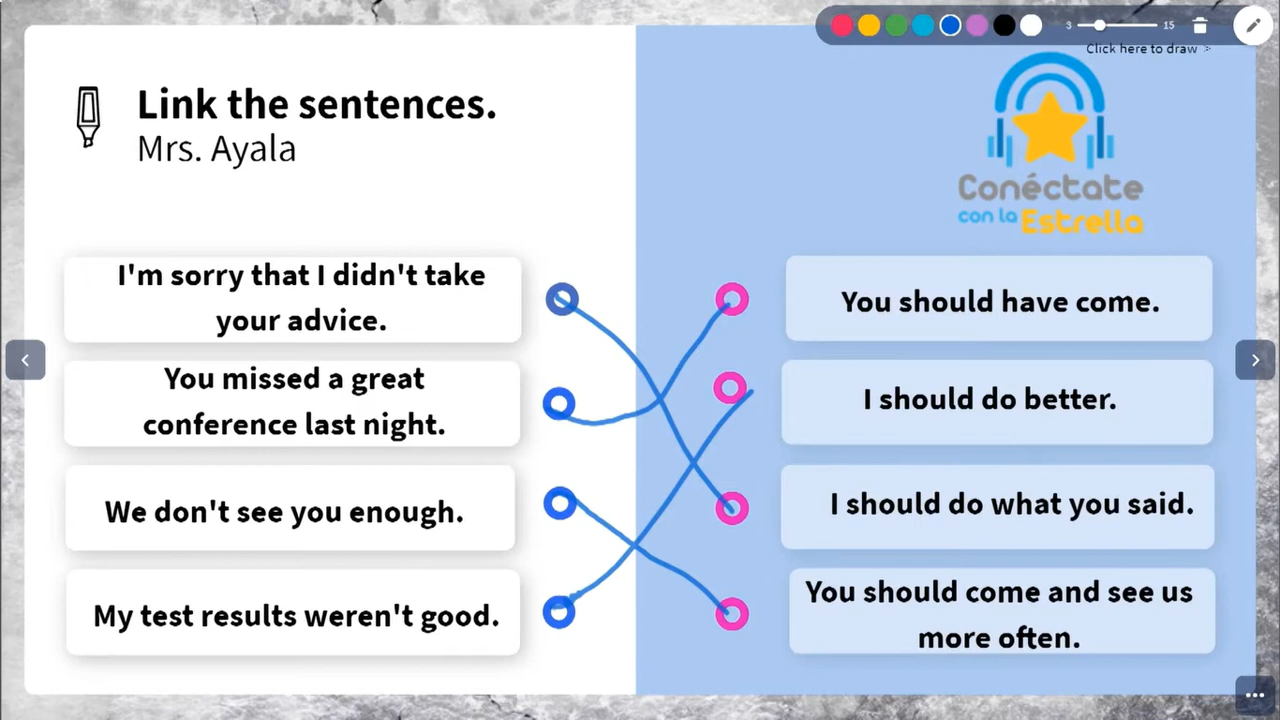 3
15
Click here to draw >
Link the sentences.
Mrs. Ayala
Conéctate
con la Estrella
I'm sorry that I didn't take
your advice.
You should have come.
You missed a great
conference last night.
I should do better.
We don't see you enough.
I should do what you said.
My test results weren't good.
You should come and see us
more often.